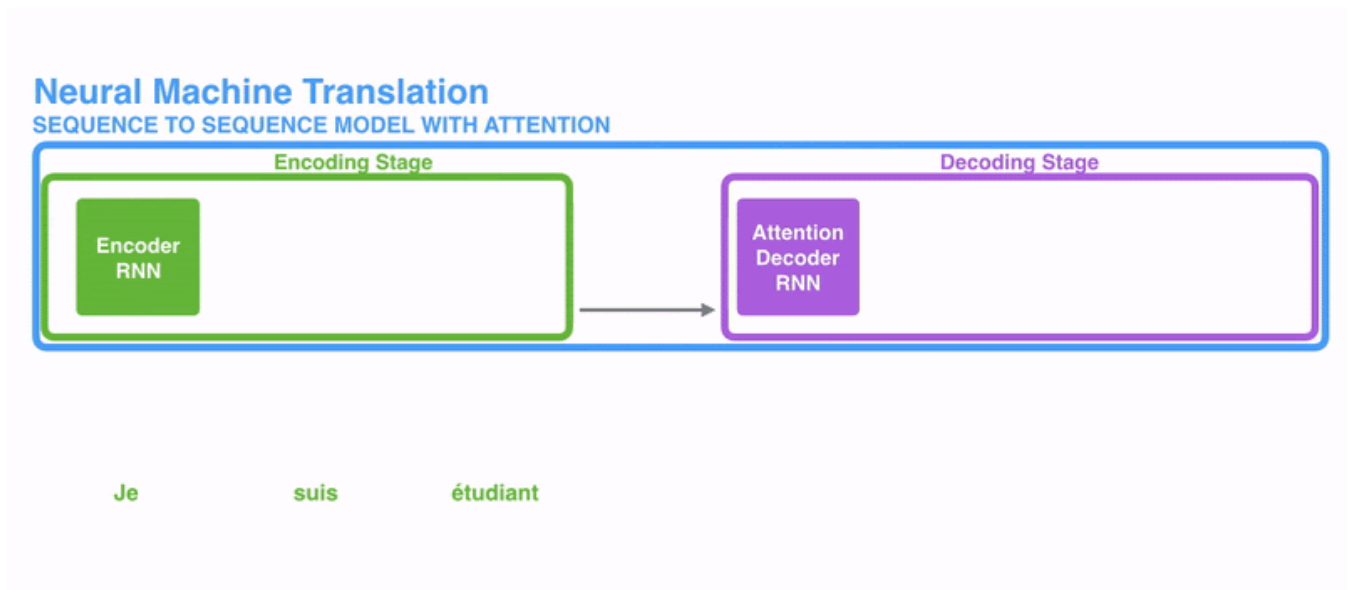 Neural Machine Translation
SEQUENCE TO SEQUENCE MODEL WITH ATTENTION
Encoding Stage
Decoding Stage
Encoder
RNN
Attention
Decoder
RNN
Je suis étudiant